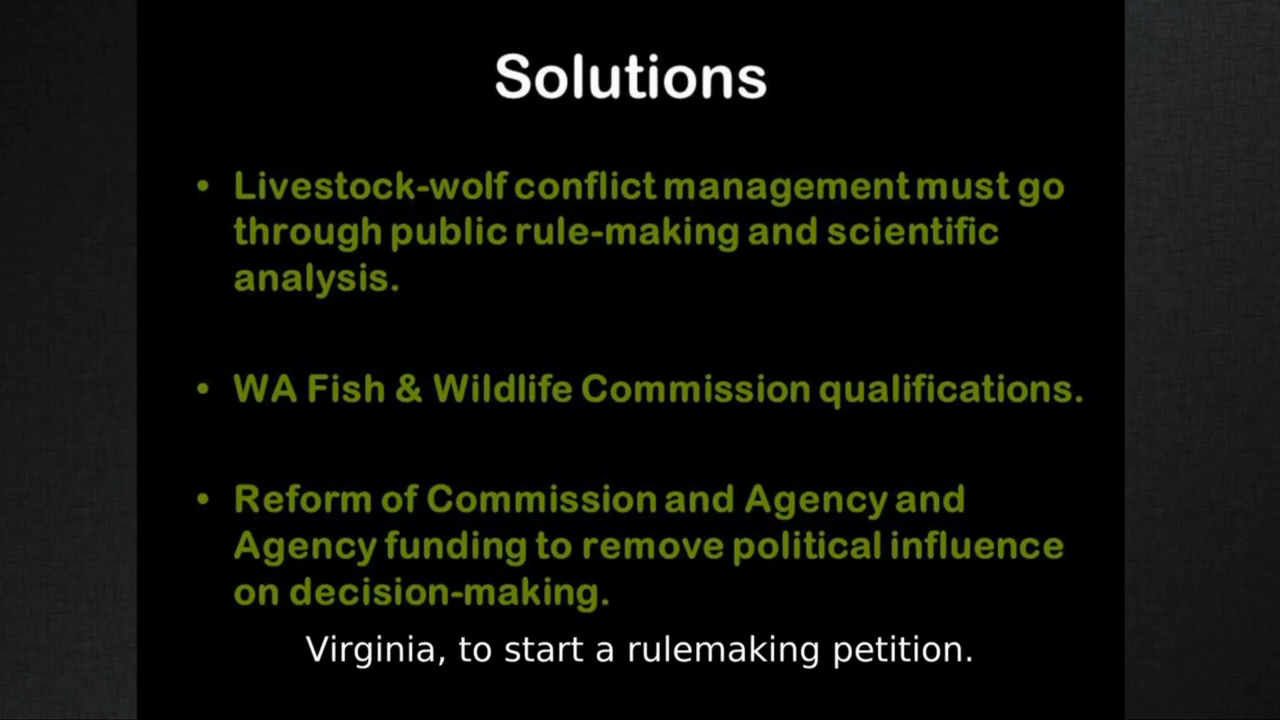 Solutions
• Livestock-wolf conflict management must go
through public rule-making and scientific
analysis.
• WA Fish & Wildlife Commission qualifications.
• Reform of Commission and Agency and
Agency funding to remove political influence
on decision-making.
Virginia, to start a rulemaking petition.